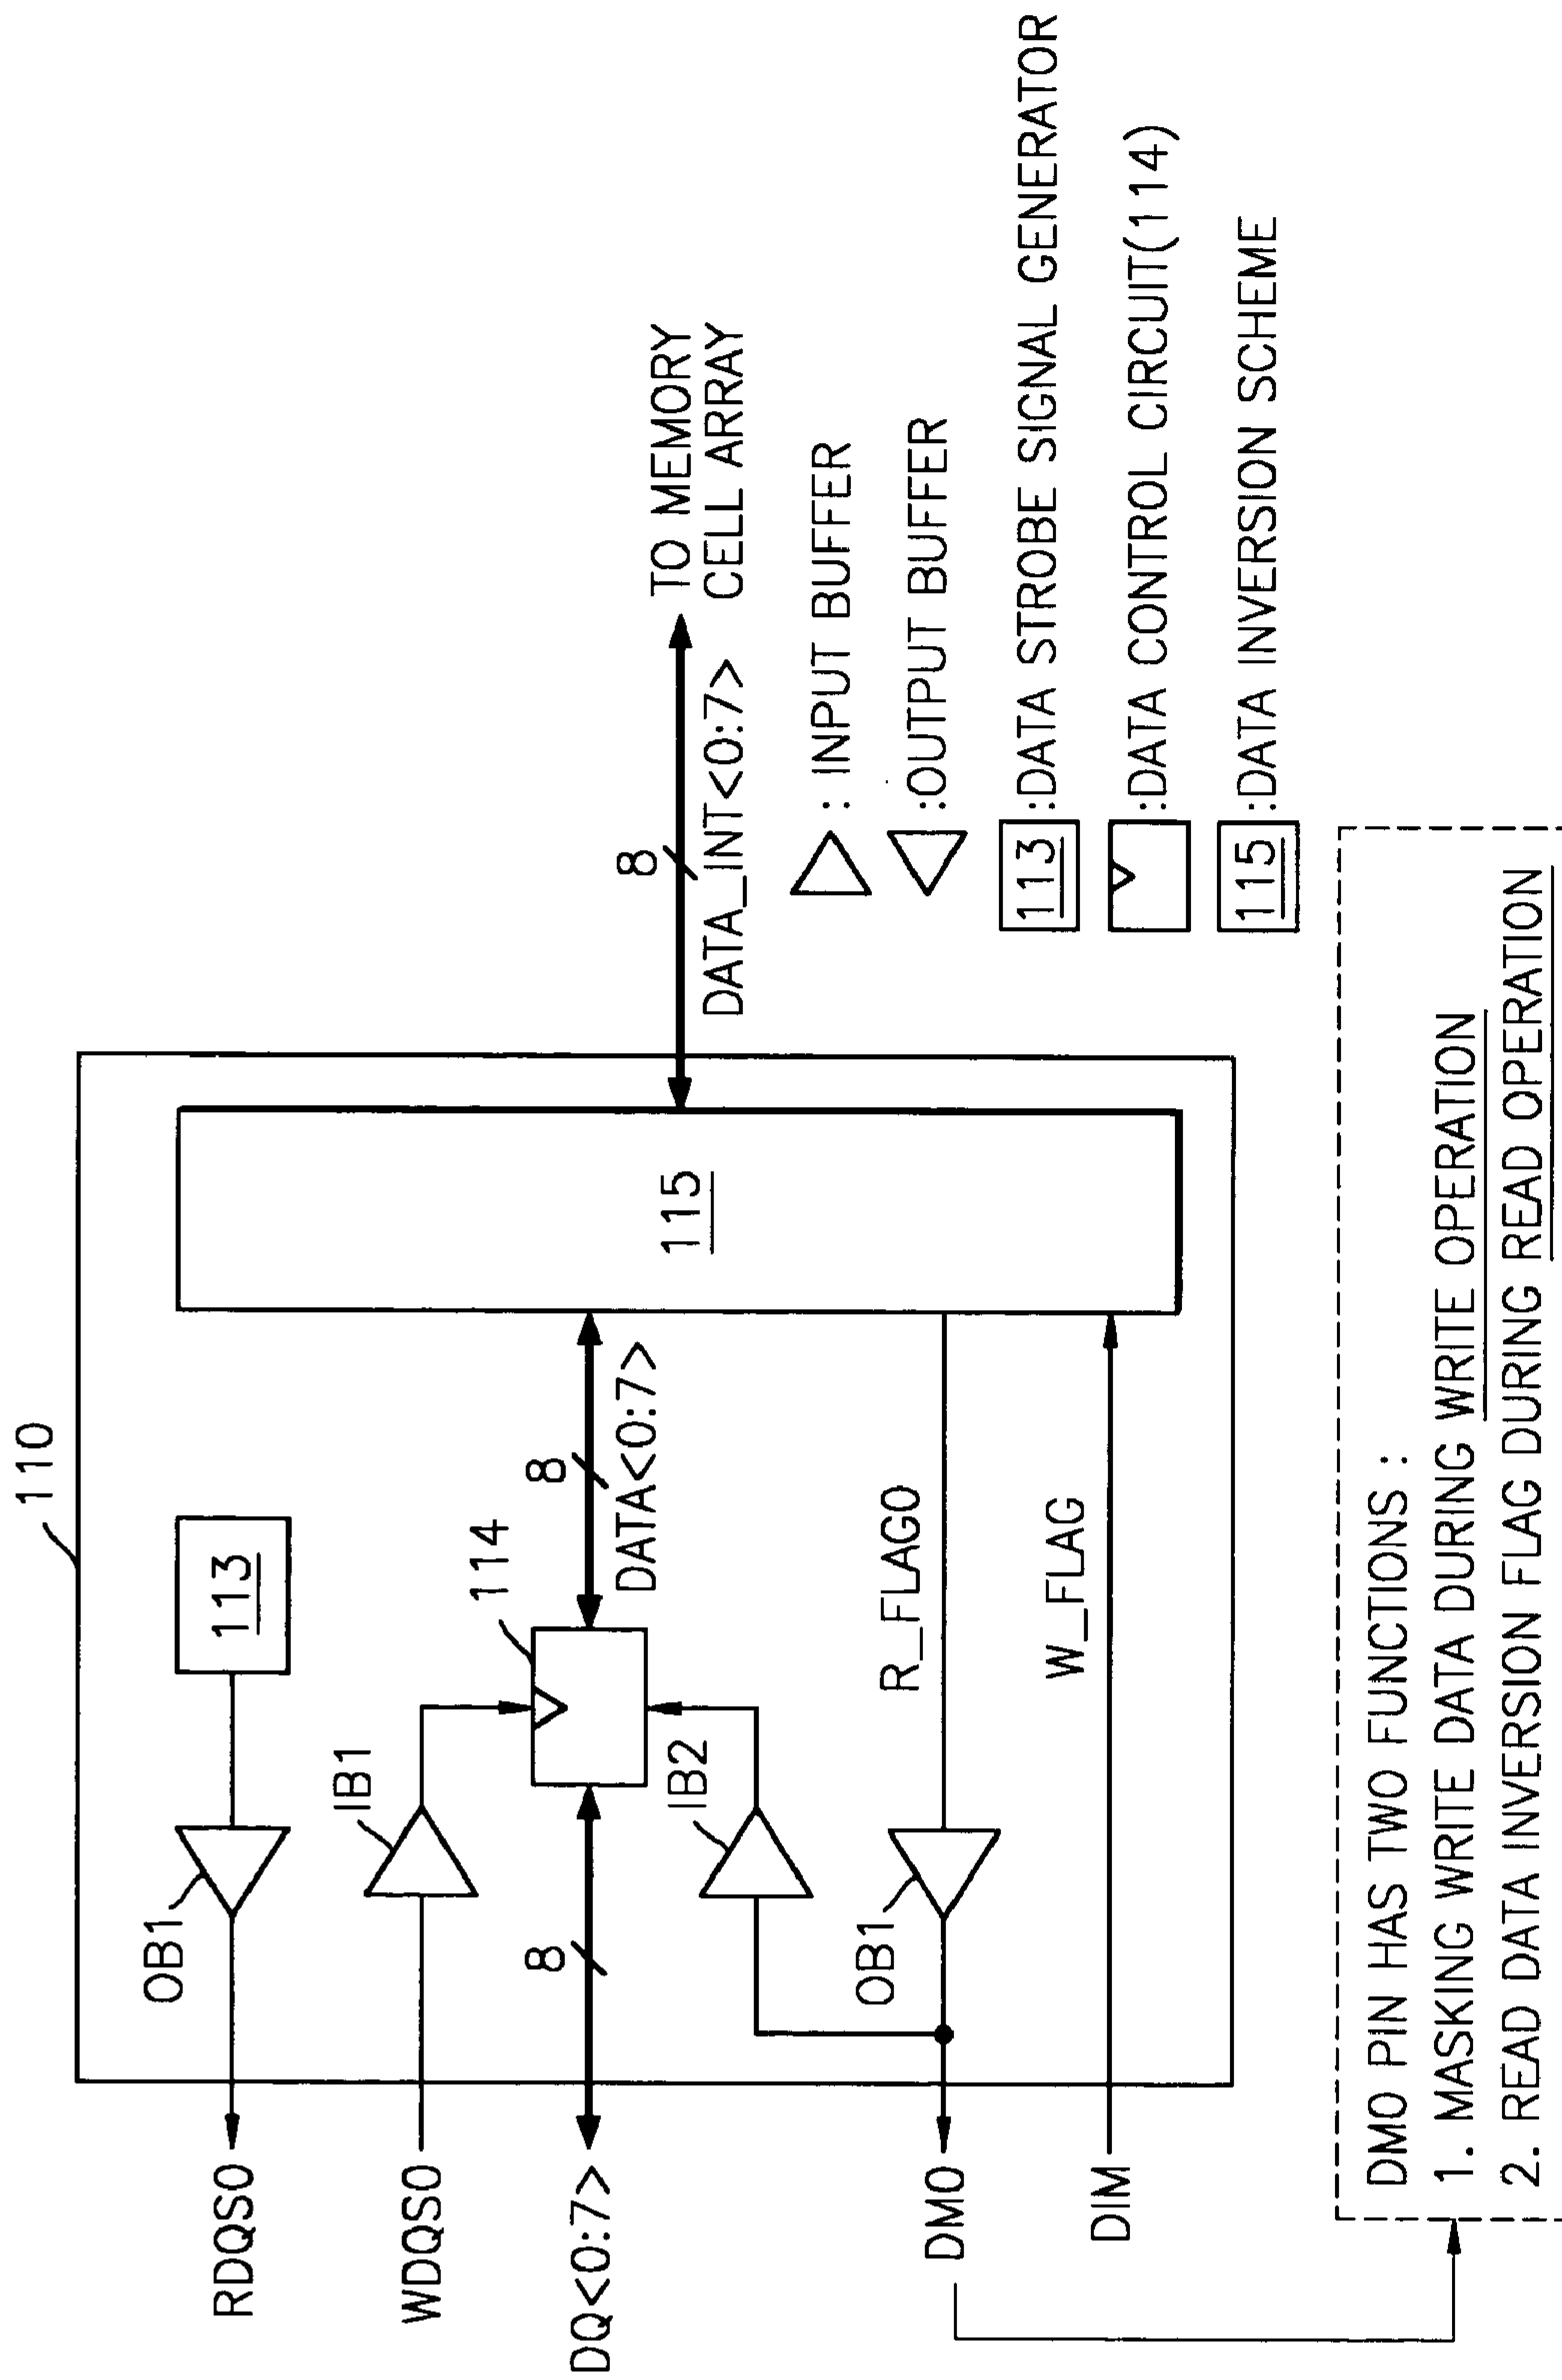 110
RDQS0
OB1
113
WDQS0
IB1
114
DQ<0:7>
8
8
DATA<0:7>
115
8
DATA_INT<0:7>
TO MEMORY
CELL ARRAY
IB2
DM0
OB1
R_FLAG0
DIM
W_FLAG
: INPUT BUFFER
:OUTPUT BUFFER
113 :DATA STROBE SIGNAL GENERATOR
:DATA CONTROL CIRCUIT(114)
115 :DATA INVERSION SCHEME
DM0 PIN HAS TWO FUNCTIONS :
1. MASKING WRITE DATA DURING WRITE OPERATION
2. READ DATA INVERSION FLAG DURING READ OPERATION